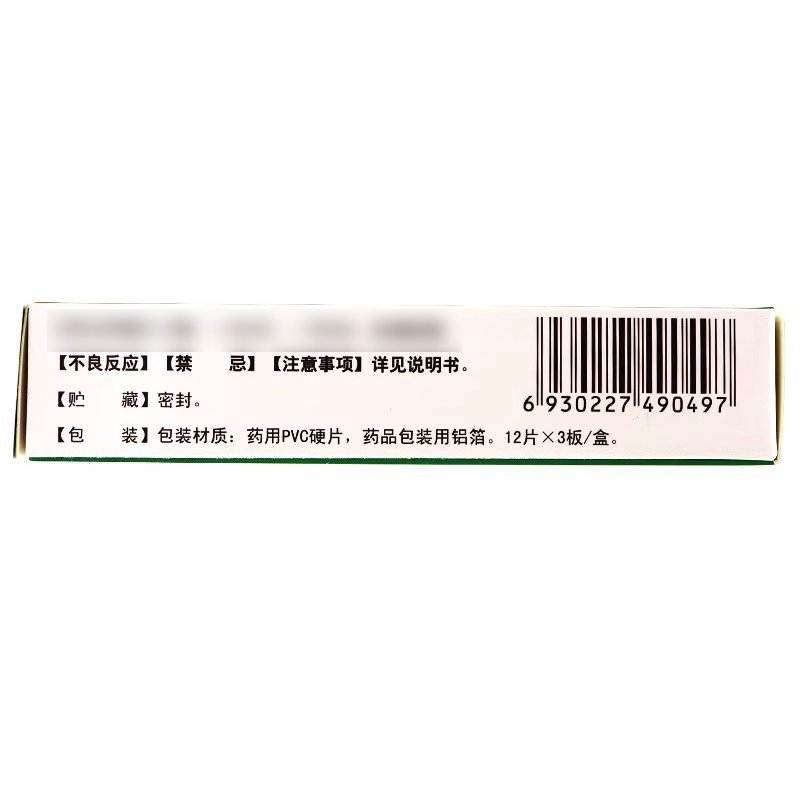 【不良反应】【禁　忌】【注意事项】详见说明书。
【贮　藏】密封。
【包　装】包装材质：药用PVC硬片，药品包装用铝箔。12片×3板/盒。
6 930227 490497